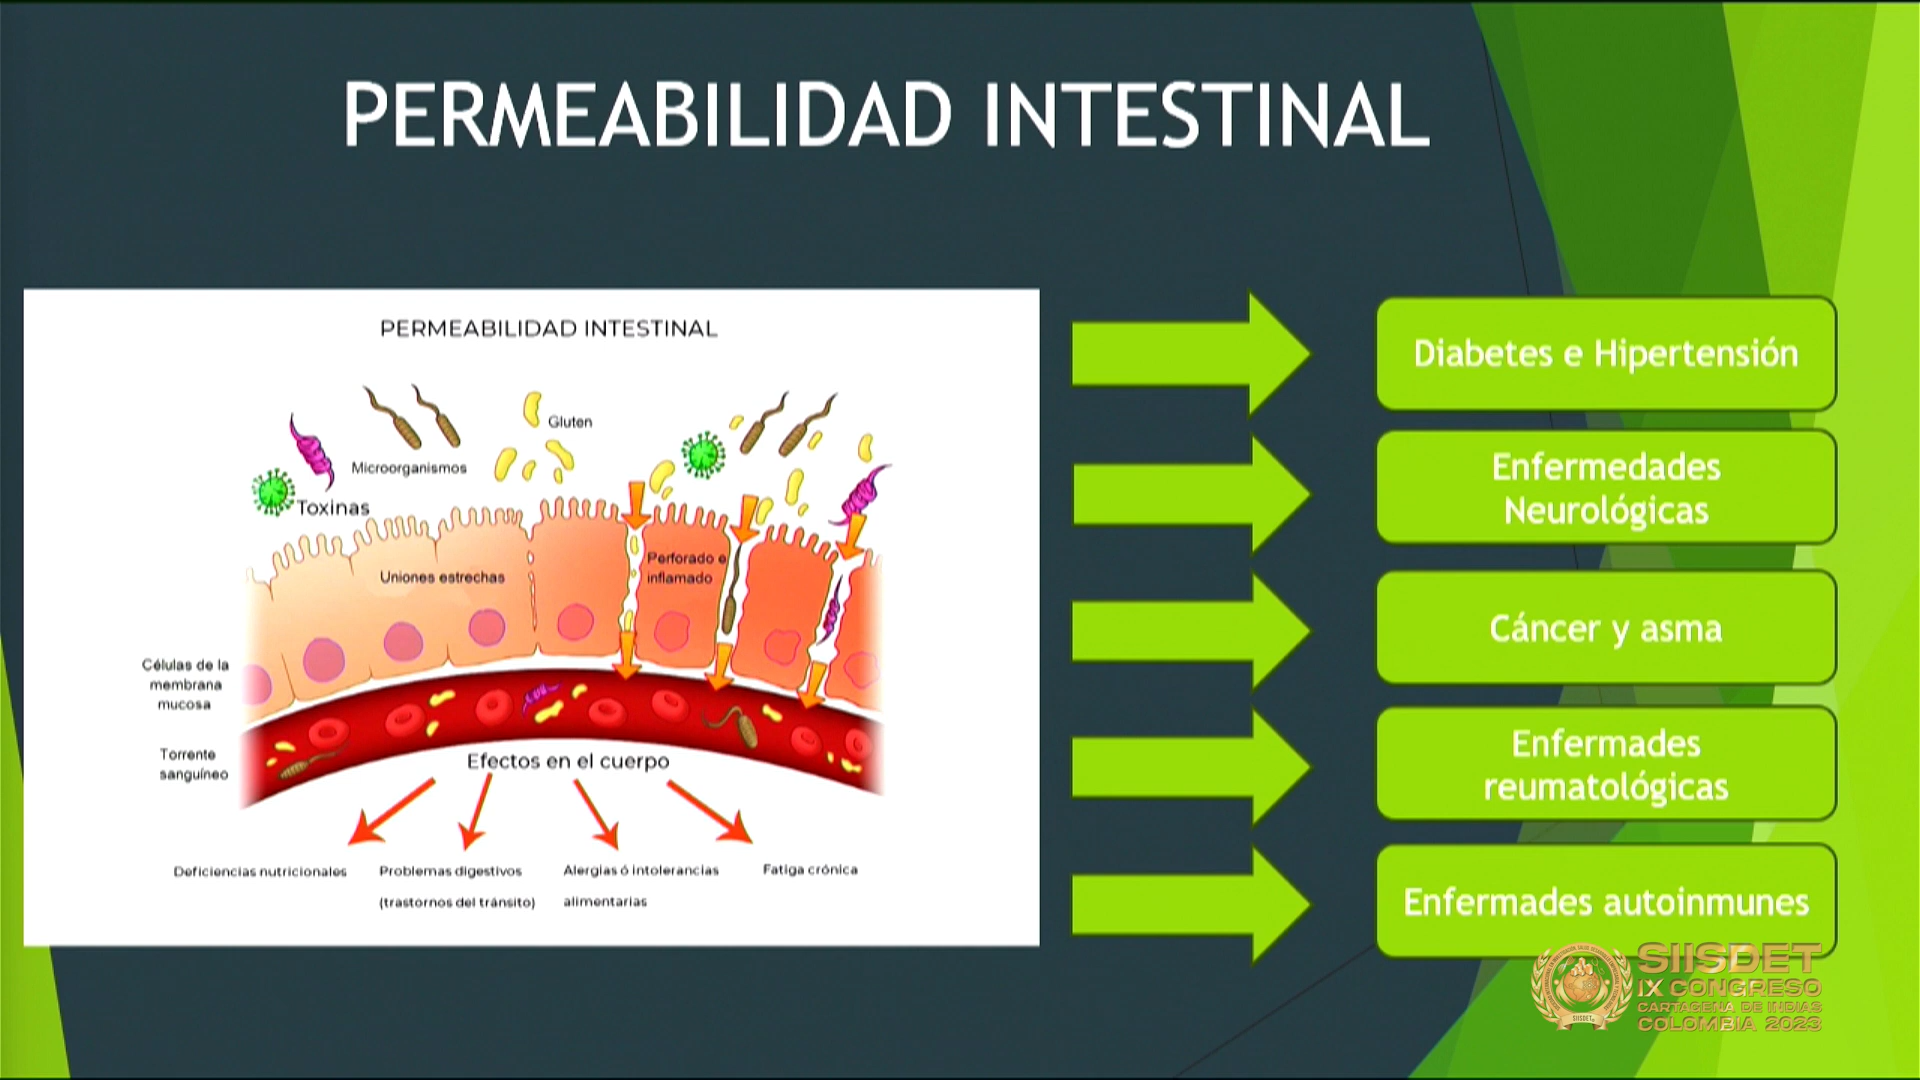 PERMEABILIDAD INTESTINAL
PERMEABILIDAD INTESTINAL
Gluten
Microorganismos
Toxinas
Perforado e
inflamado
Uniones estrechas
Células de la
membrana
mucosa
Torrente
sanguíneo
Efectos en el cuerpo
Deficiencias nutricionales
Problemas digestivos
(trastornos del tránsito)
Alergias ó intolerancias
alimentarias
Fatiga crónica
Diabetes e Hipertensión
Enfermedades
Neurológicas
Cáncer y asma
Enfermades
reumatológicas
Enfermades autoinmunes
SIISDET
IX CONGRESO
CARTAGENA DE INDIAS
COLOMBIA 2023
SIISDET